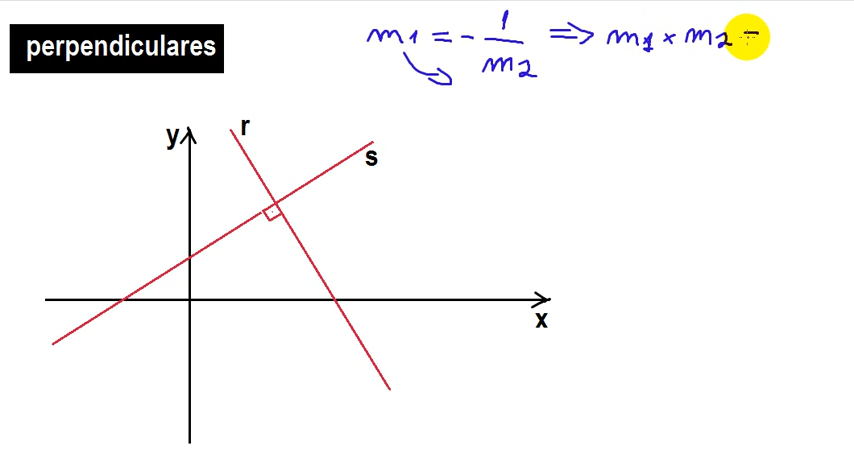 perpendiculares
m1 = - 1/m2 ⇒ m1 × m2 =
y
r
s
x